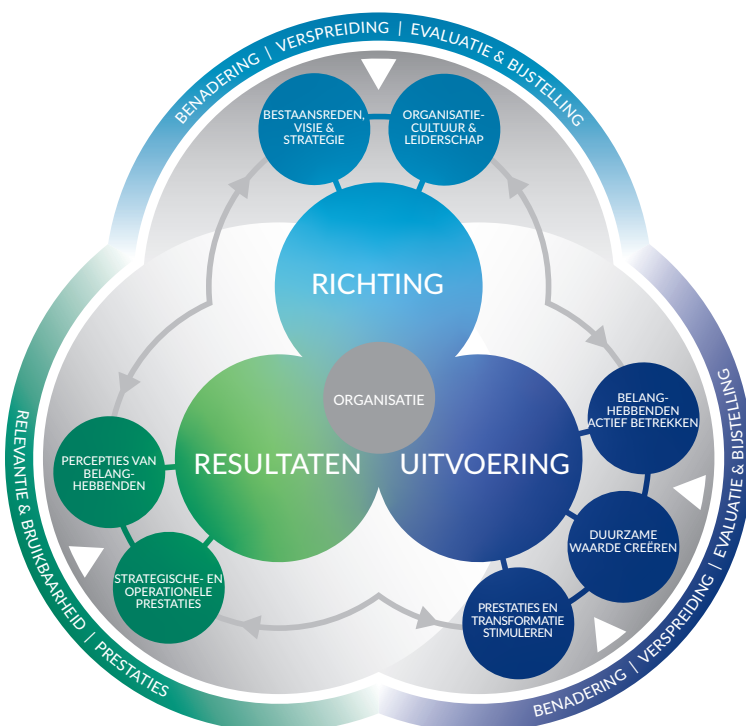 BENADERING | VERSPREIDING | EVALUATIE & BIJSTELLING
BESTAANSREDEN,
VISIE &
STRATEGIE
ORGANISATIE-
CULTUUR &
LEIDERSCHAP
RICHTING
ORGANISATIE
RESULTATEN
UITVOERING
BELANG-
HEBBENDEN
ACTIEF BETREKKEN
DUURZAME
WAARDE CREËREN
PRESTATIES EN
TRANSFORMATIE
STIMULEREN
BENADERING | VERSPREIDING | EVALUATIE & BIJSTELLING
PERCEPTIES VAN
BELANG-
HEBBENDEN
STRATEGISCHE- EN
OPERATIONELE
PRESTATIES
RELEVANTIE & BRUIKBAARHEID | PRESTATIES